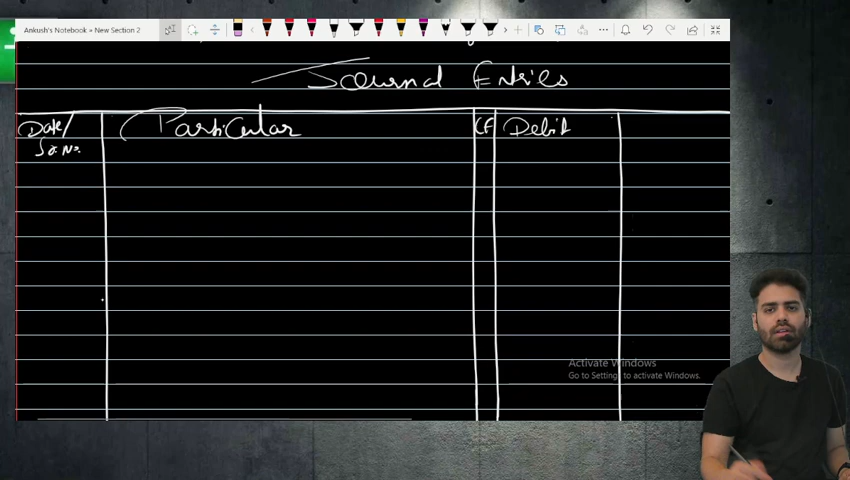 Ankush's Notebook » New Section 2
Journal Entries
Date/ Particular LF Debit
Sr. No.
Activate Windows
Go to Settings to activate Windows.